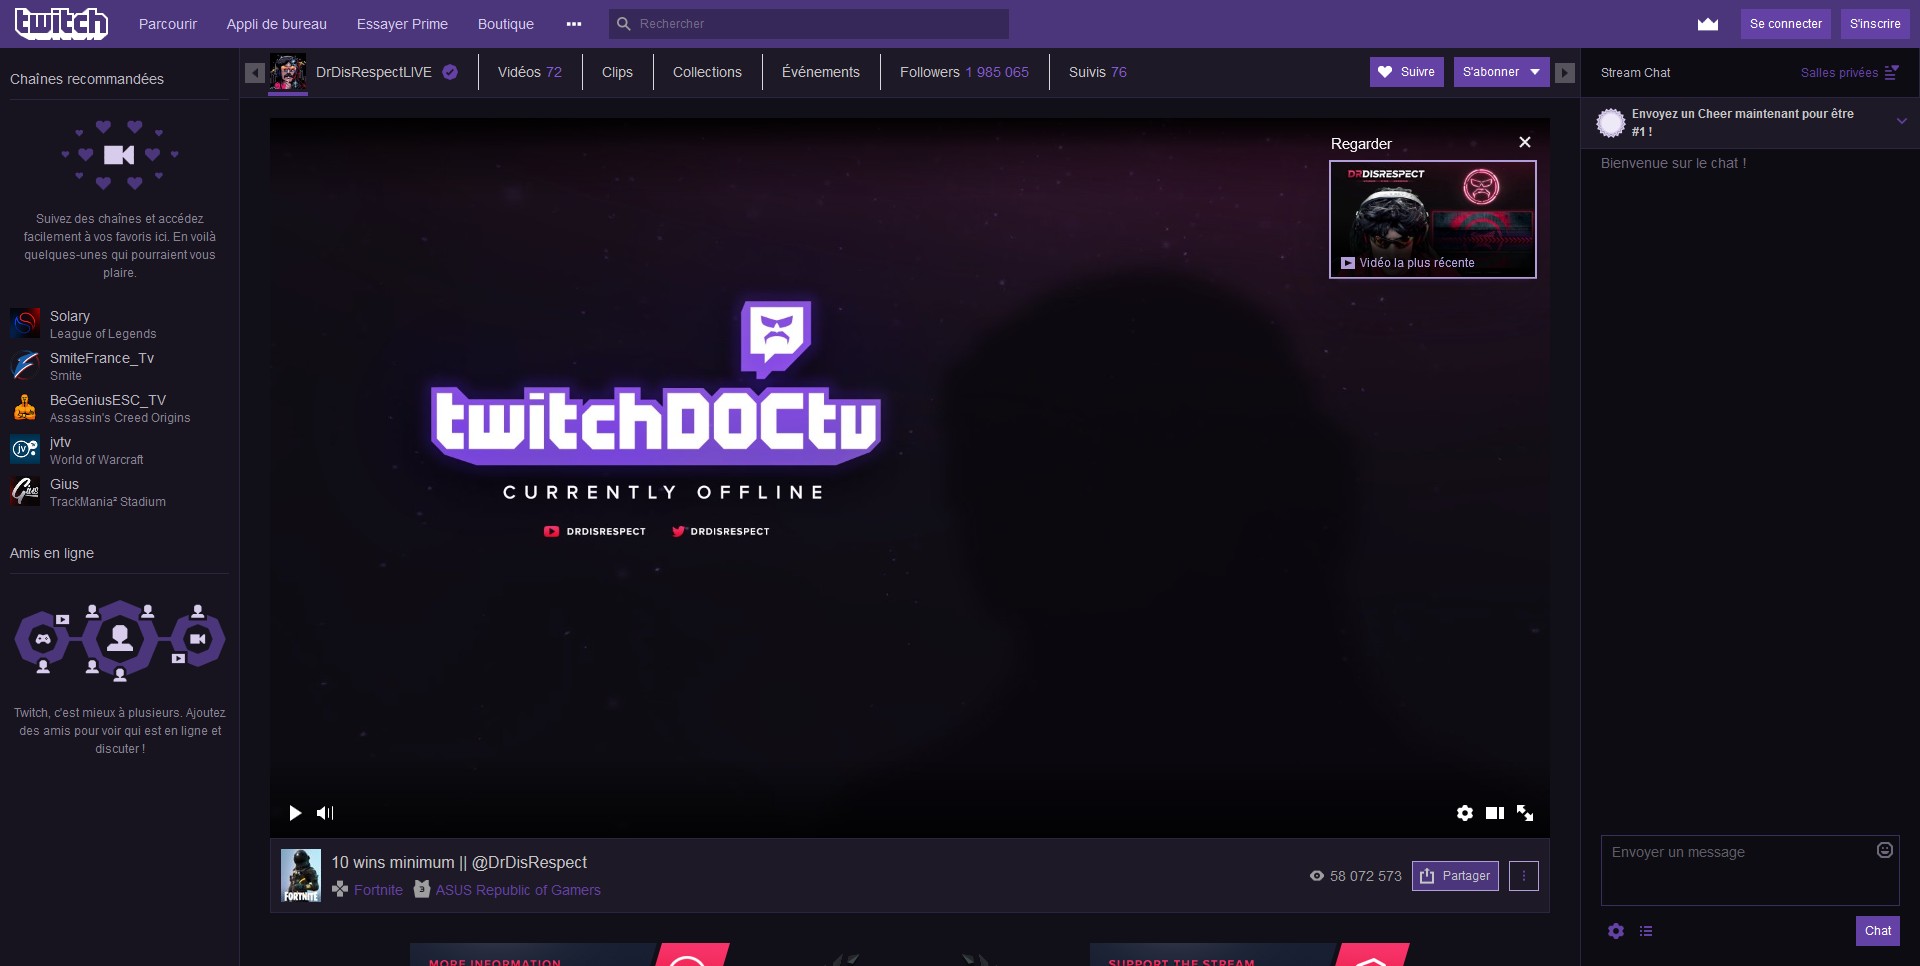 twitch
Parcourir
Appli de bureau
Essayer Prime
Boutique
Rechercher
Se connecter
S'inscrire
Chaînes recommandées
Suivez des chaînes et accédez
facilement à vos favoris ici. En voilà
quelques-unes qui pourraient vous
plaire.
Solary
League of Legends
SmiteFrance_Tv
Smite
BeGeniusESC_TV
Assassin's Creed Origins
jvtv
World of Warcraft
Gius
TrackMania² Stadium
Amis en ligne
Twitch, c'est mieux à plusieurs. Ajoutez
des amis pour voir qui est en ligne et
discuter !
DrDisRespectLIVE
Vidéos 72
Clips
Collections
Événements
Followers 1 985 065
Suivis 76
Suivre
S'abonner
Regarder
DRDISRESPECT
Vidéo la plus récente
twitchDOCtv
CURRENTLY OFFLINE
DRDISRESPECT
DRDISRESPECT
FORTNITE
10 wins minimum || @DrDisRespect
Fortnite
3
ASUS Republic of Gamers
58 072 573
Partager
MORE INFORMATION
SUPPORT THE STREAM
Stream Chat
Salles privées
Envoyez un Cheer maintenant pour être
#1 !
Bienvenue sur le chat !
Envoyer un message
Chat